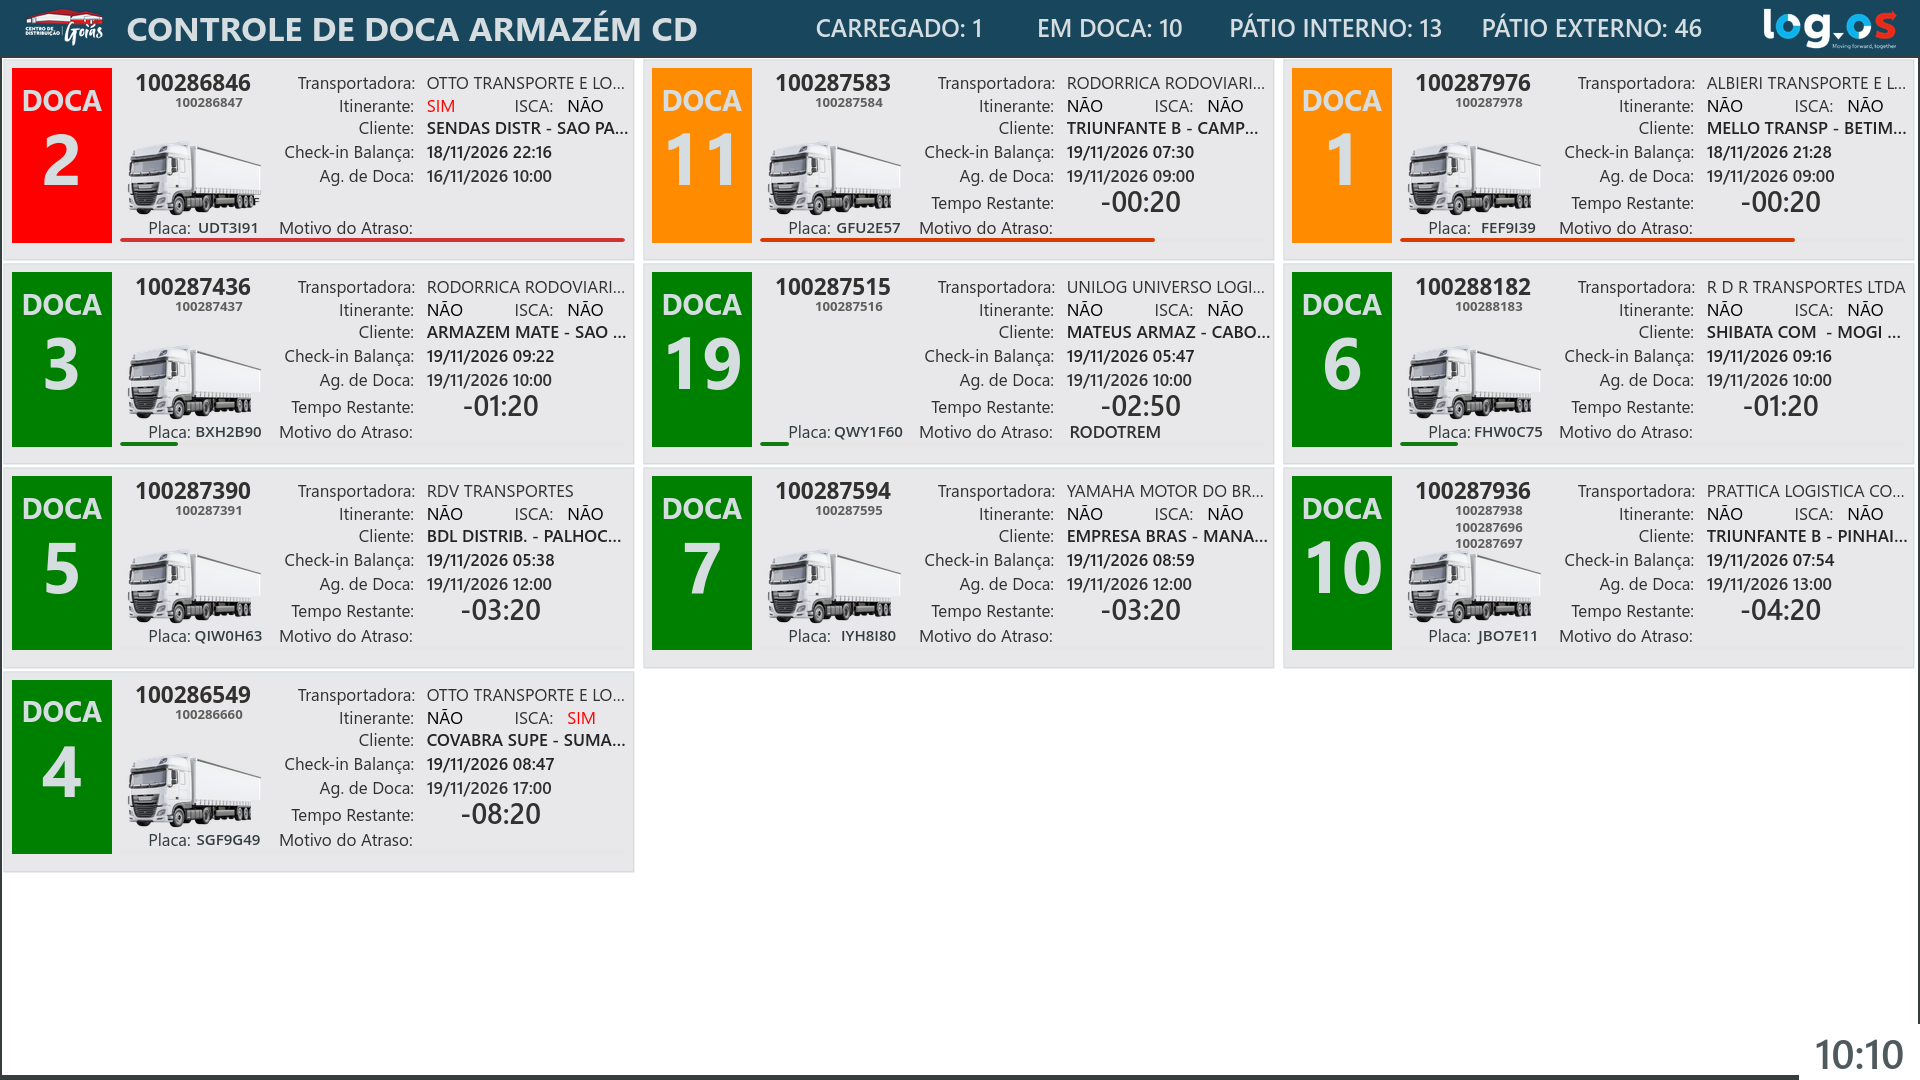 CENTRO DE DISTRIBUIÇÃO Goiás
CONTROLE DE DOCA ARMAZÉM CD
CARREGADO: 1
EM DOCA: 10
PÁTIO INTERNO: 13
PÁTIO EXTERNO: 46
log.os
Moving forward, together
DOCA
2
100286846
100286847
Transportadora: OTTO TRANSPORTE E LO...
Itinerante: SIM ISCA: NÃO
Cliente: SENDAS DISTR - SAO PA...
Check-in Balança: 18/11/2026 22:16
Ag. de Doca: 16/11/2026 10:00
Placa: UDT3I91 Motivo do Atraso:
DOCA
11
100287583
100287584
Transportadora: RODORRICA RODOVIARI...
Itinerante: NÃO ISCA: NÃO
Cliente: TRIUNFANTE B - CAMP...
Check-in Balança: 19/11/2026 07:30
Ag. de Doca: 19/11/2026 09:00
Tempo Restante: -00:20
Placa: GFU2E57 Motivo do Atraso:
DOCA
1
100287976
100287978
Transportadora: ALBIERI TRANSPORTE E L...
Itinerante: NÃO ISCA: NÃO
Cliente: MELLO TRANSP - BETIM...
Check-in Balança: 18/11/2026 21:28
Ag. de Doca: 19/11/2026 09:00
Tempo Restante: -00:20
Placa: FEF9I39 Motivo do Atraso:
DOCA
3
100287436
100287437
Transportadora: RODORRICA RODOVIARI...
Itinerante: NÃO ISCA: NÃO
Cliente: ARMAZEM MATE - SAO ...
Check-in Balança: 19/11/2026 09:22
Ag. de Doca: 19/11/2026 10:00
Tempo Restante: -01:20
Placa: BXH2B90 Motivo do Atraso:
DOCA
19
100287515
100287516
Transportadora: UNILOG UNIVERSO LOGI...
Itinerante: NÃO ISCA: NÃO
Cliente: MATEUS ARMAZ - CABO...
Check-in Balança: 19/11/2026 05:47
Ag. de Doca: 19/11/2026 10:00
Tempo Restante: -02:50
Placa: QWY1F60 Motivo do Atraso: RODOTREM
DOCA
6
100288182
100288183
Transportadora: R D R TRANSPORTES LTDA
Itinerante: NÃO ISCA: NÃO
Cliente: SHIBATA COM - MOGI ...
Check-in Balança: 19/11/2026 09:16
Ag. de Doca: 19/11/2026 10:00
Tempo Restante: -01:20
Placa: FHW0C75 Motivo do Atraso:
DOCA
5
100287390
100287391
Transportadora: RDV TRANSPORTES
Itinerante: NÃO ISCA: NÃO
Cliente: BDL DISTRIB. - PALHOC...
Check-in Balança: 19/11/2026 05:38
Ag. de Doca: 19/11/2026 12:00
Tempo Restante: -03:20
Placa: QIW0H63 Motivo do Atraso:
DOCA
7
100287594
100287595
Transportadora: YAMAHA MOTOR DO BR...
Itinerante: NÃO ISCA: NÃO
Cliente: EMPRESA BRAS - MANA...
Check-in Balança: 19/11/2026 08:59
Ag. de Doca: 19/11/2026 12:00
Tempo Restante: -03:20
Placa: IYH8I80 Motivo do Atraso:
DOCA
10
100287936
100287938
100287696
100287697
Transportadora: PRATTICA LOGISTICA CO...
Itinerante: NÃO ISCA: NÃO
Cliente: TRIUNFANTE B - PINHAI...
Check-in Balança: 19/11/2026 07:54
Ag. de Doca: 19/11/2026 13:00
Tempo Restante: -04:20
Placa: JBO7E11 Motivo do Atraso:
DOCA
4
100286549
100286660
Transportadora: OTTO TRANSPORTE E LO...
Itinerante: NÃO ISCA: SIM
Cliente: COVABRA SUPE - SUMA...
Check-in Balança: 19/11/2026 08:47
Ag. de Doca: 19/11/2026 17:00
Tempo Restante: -08:20
Placa: SGF9G49 Motivo do Atraso:
10:10